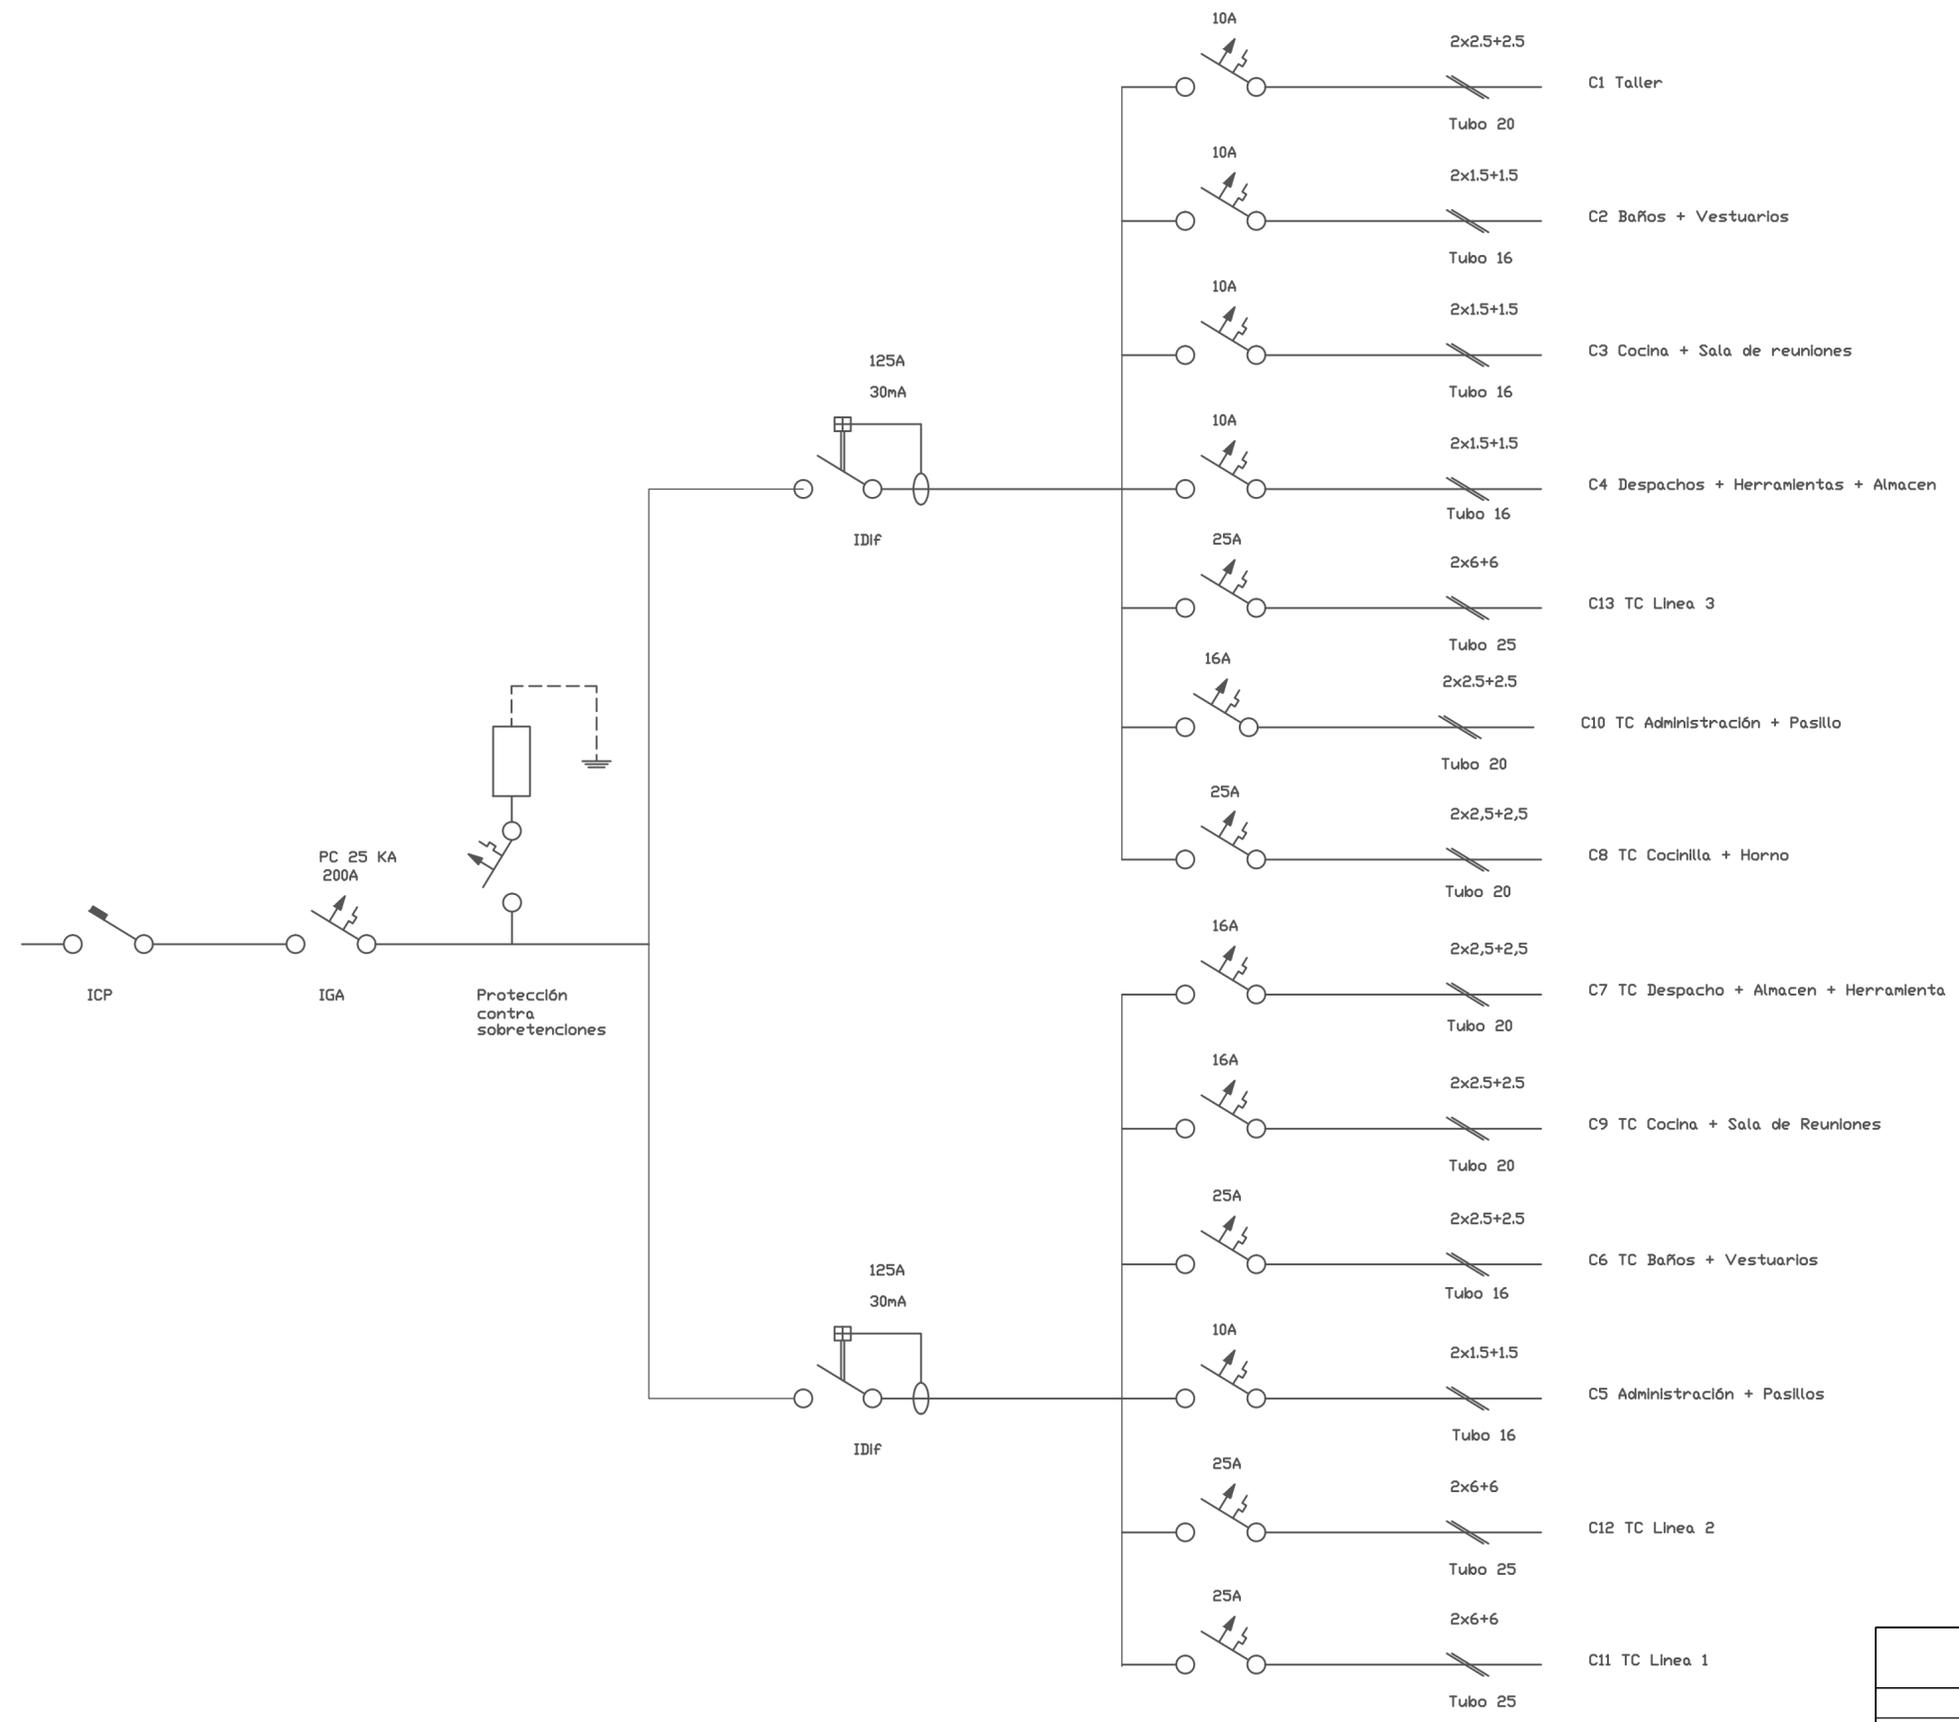 10A
2x2.5+2.5
C1 Taller
Tubo 20
10A
2x1.5+1.5
C2 Baños + Vestuarios
Tubo 16
10A
2x1.5+1.5
C3 Cocina + Sala de reuniones
Tubo 16
125A
30mA
IDif
10A
2x1.5+1.5
C4 Despachos + Herramientas + Almacen
Tubo 16
25A
2x6+6
C13 TC Linea 3
Tubo 25
16A
2x2.5+2.5
C10 TC Administración + Pasillo
Tubo 20
25A
2x2,5+2,5
C8 TC Cocinilla + Horno
Tubo 20
PC 25 KA
200A
ICP
IGA
Protección
contra
sobretenciones
16A
2x2,5+2,5
C7 TC Despacho + Almacen + Herramienta
Tubo 20
16A
2x2.5+2.5
C9 TC Cocina + Sala de Reuniones
Tubo 20
25A
2x2.5+2.5
C6 TC Baños + Vestuarios
Tubo 16
125A
30mA
IDif
10A
2x1.5+1.5
C5 Administración + Pasillos
Tubo 16
25A
2x6+6
C12 TC Linea 2
Tubo 25
25A
2x6+6
C11 TC Linea 1
Tubo 25